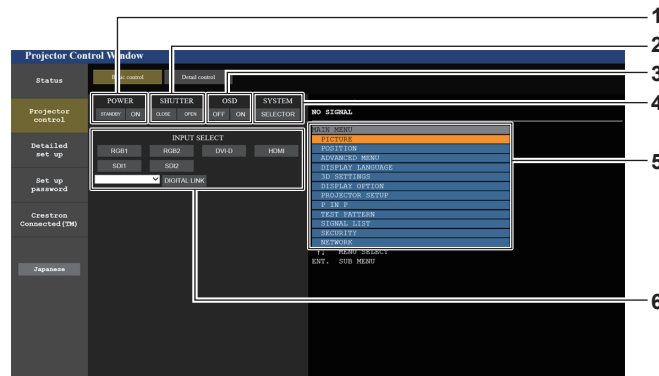 1
2
3
4
5
6
Projector Control Window
Status
Basic control
Detail control
Projector
control
Detailed
set up
Set up
password
Crestron
Connected(TM)
Japanese
POWER
STANDBY ON
SHUTTER
CLOSE OPEN
OSD
OFF ON
SYSTEM
SELECTOR
INPUT SELECT
RGB1 RGB2 DVI-D HDMI
SDI1 SDI2
DIGITAL LINK
NO SIGNAL
MAIN MENU
PICTURE
POSITION
ADVANCED MENU
DISPLAY LANGUAGE
3D SETTINGS
DISPLAY OPTION
PROJECTOR SETUP
P IN P
TEST PATTERN
SIGNAL LIST
SECURITY
NETWORK
MENU SELECT
ENT. SUB MENU